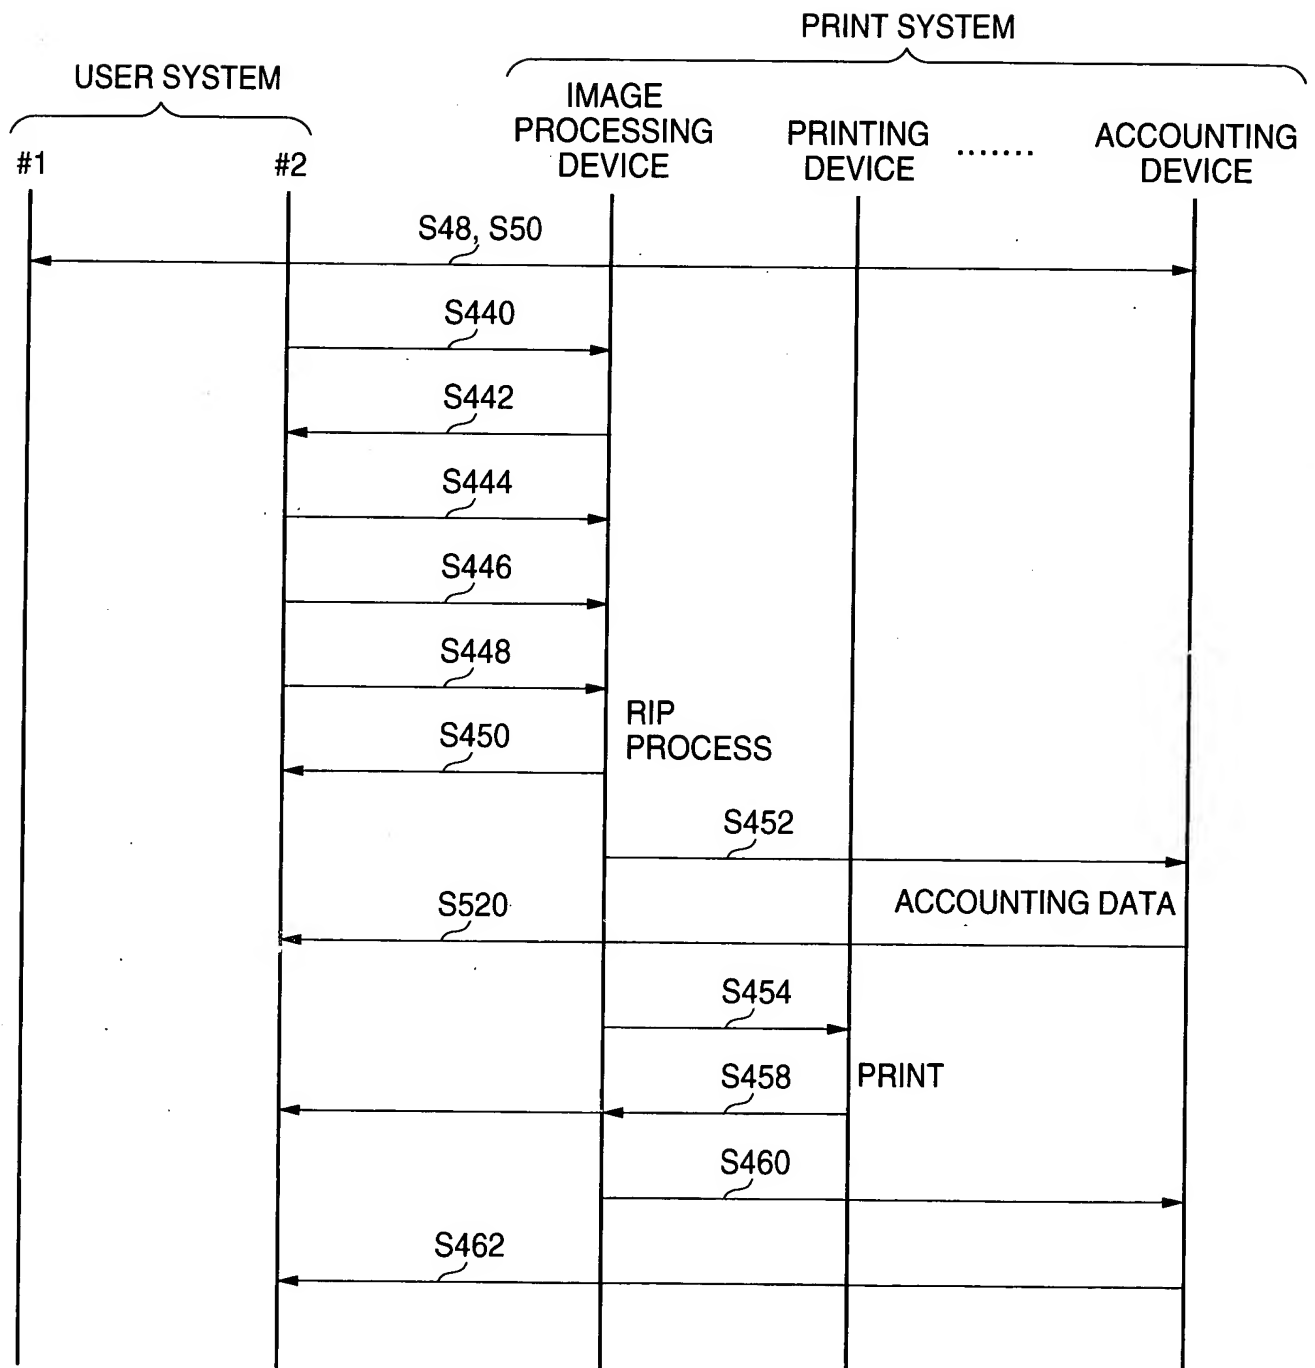 PRINT SYSTEM
USER SYSTEM
#1
#2
IMAGE
PROCESSING
DEVICE
PRINTING
DEVICE
.......
ACCOUNTING
DEVICE
S48, S50
S440
S442
S444
S446
S448
RIP
PROCESS
S450
S452
ACCOUNTING DATA
S520
S454
S458
PRINT
S460
S462